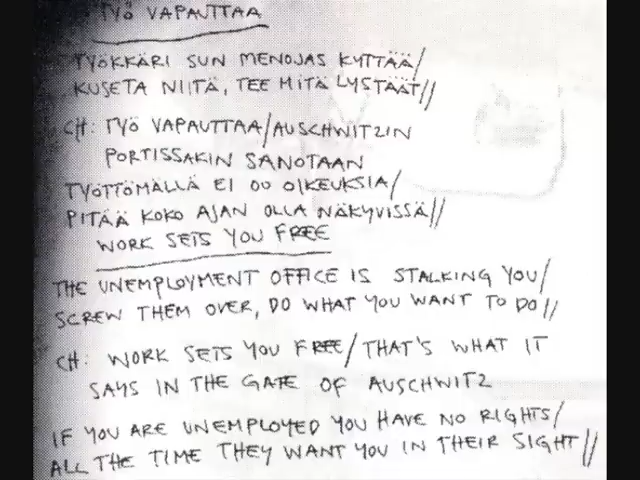 TYÖ VAPAUTTAA
TYÖKKÄRI SUN MENOJAS KYTTÄÄ/
KUSETA NIITÄ, TEE MITÄ LYSTÄÄT//
CH: TYÖ VAPAUTTAA/AUSCHWITZIN
PORTISSAKIN SANOTAAN
TYÖTTÖMÄLLÄ EI OO OIKEUKSIA/
PITÄÄ KOKO AJAN OLLA NÄKYVISSÄ//
WORK SETS YOU FREE
THE UNEMPLOYMENT OFFICE IS STALKING YOU/
SCREW THEM OVER, DO WHAT YOU WANT TO DO//
CH: WORK SETS YOU FREE/THAT'S WHAT IT
SAYS IN THE GATE OF AUSCHWITZ
IF YOU ARE UNEMPLOYED YOU HAVE NO RIGHTS/
ALL THE TIME THEY WANT YOU IN THEIR SIGHT//